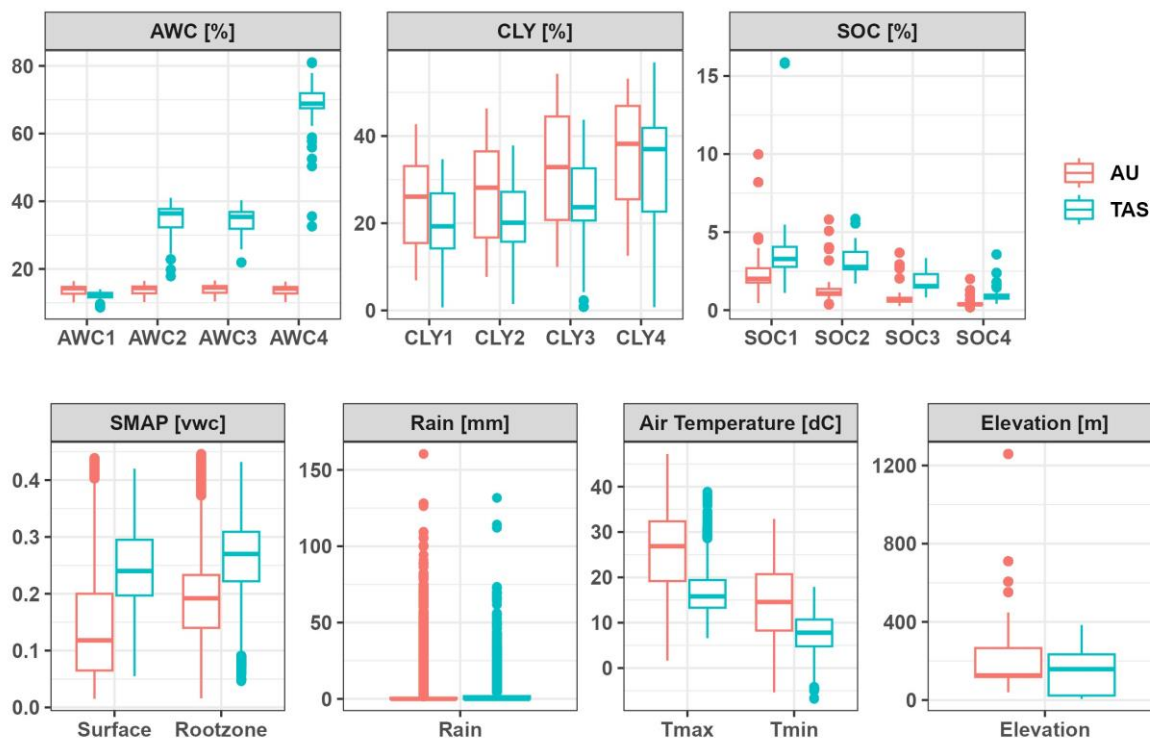 AWC [%]
80
60
40
20
AWC1 AWC2 AWC3 AWC4
CLY [%]
40
20
0
CLY1 CLY2 CLY3 CLY4
SOC [%]
15
10
5
0
SOC1 SOC2 SOC3 SOC4
AU
TAS
SMAP [vwc]
0.4
0.3
0.2
0.1
0.0
Surface Rootzone
Rain [mm]
150
100
50
0
Rain
Air Temperature [dC]
40
30
20
10
0
Tmax Tmin
Elevation [m]
1200
800
400
0
Elevation